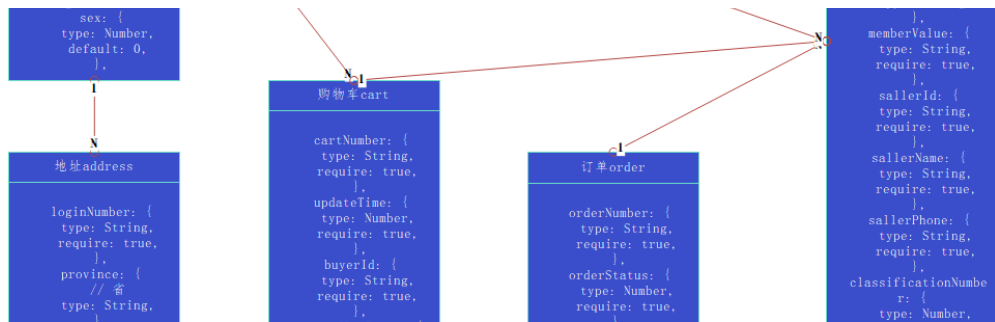 sex: {
type: Number,
default: 0,
},
1
N
地址address
loginNumber: {
type: String,
require: true,
},
province: {
// 省
type: String,
N
1
购物车cart
cartNumber: {
type: String,
require: true,
},
updateTime: {
type: Number,
require: true,
},
buyerId: {
type: String,
require: true,
},
1
订单order
orderNumber: {
type: String,
require: true,
},
orderStatus: {
type: Number,
require: true,
},
N
},
memberValue: {
type: String,
require: true,
},
sallerId: {
type: String,
require: true,
},
sallerName: {
type: String,
require: true,
},
sallerPhone: {
type: String,
require: true,
},
classificationNumbe
r: {
type: Number,